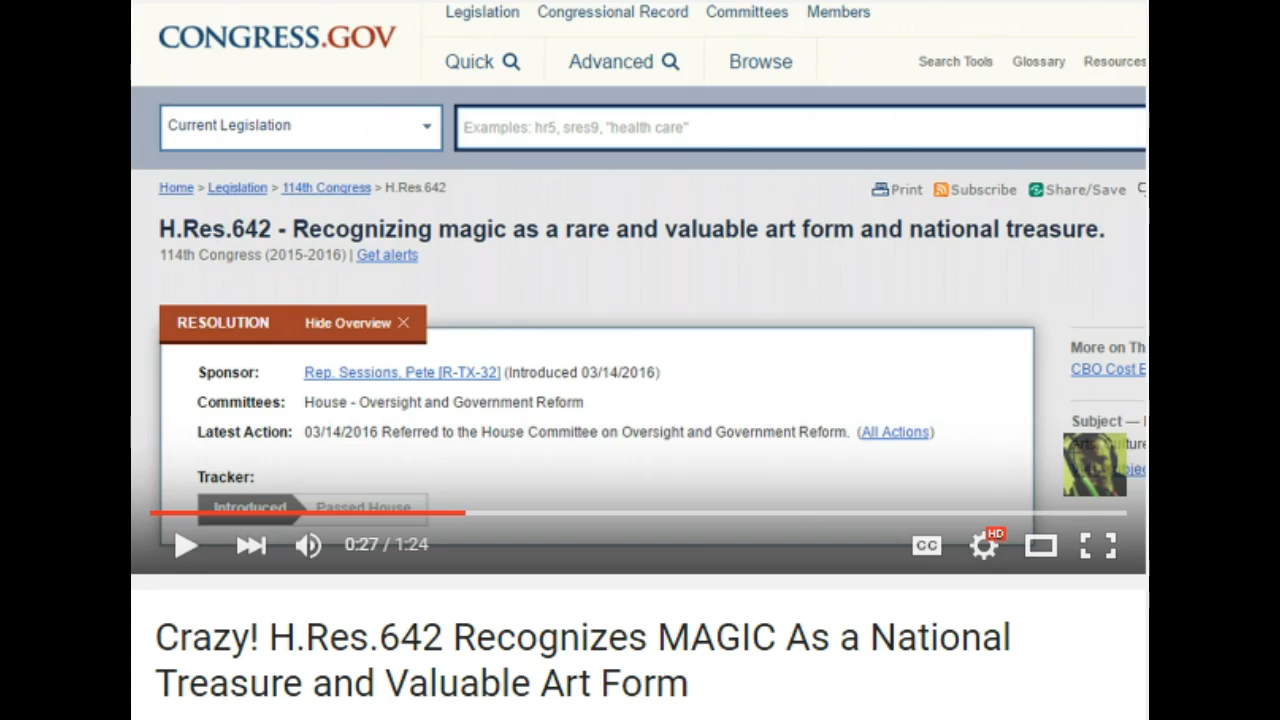 CONGRESS.GOV
Legislation Congressional Record Committees Members
Quick Advanced Browse
Search Tools Glossary Resources
Current Legislation
Examples: hr5, sres9, "health care"
Home > Legislation > 114th Congress > H.Res.642
Print Subscribe Share/Save
H.Res.642 - Recognizing magic as a rare and valuable art form and national treasure.
114th Congress (2015-2016) | Get alerts
RESOLUTION Hide Overview X
Sponsor: Rep. Sessions, Pete [R-TX-32] (Introduced 03/14/2016)
Committees: House - Oversight and Government Reform
Latest Action: 03/14/2016 Referred to the House Committee on Oversight and Government Reform. (All Actions)
Tracker:
Introduced Passed House
More on Th
CBO Cost E
Subject —
0:27 / 1:24
CC
HD
Crazy! H.Res.642 Recognizes MAGIC As a National
Treasure and Valuable Art Form